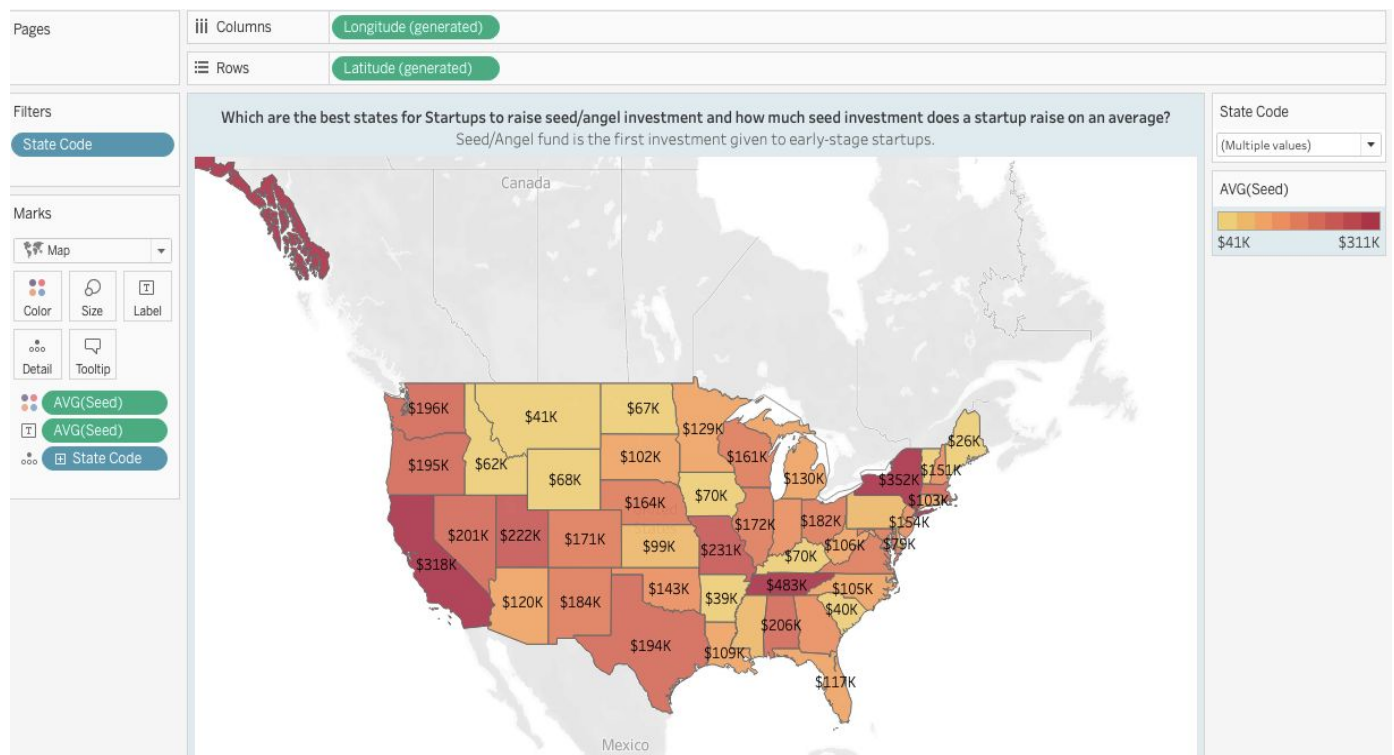 Pages
Columns
Longitude (generated)
Rows
Latitude (generated)
Filters
State Code
Marks
Map
Color
Size
Label
Detail
Tooltip
AVG(Seed)
AVG(Seed)
State Code
Which are the best states for Startups to raise seed/angel investment and how much seed investment does a startup raise on an average?
Seed/Angel fund is the first investment given to early-stage startups.
Canada
$196K
$41K
$67K
$129K
$26K
$195K
$62K
$102K
$161K
$130K
$151K
$68K
$352K
$70K
$103K
$164K
$201K
$222K
$171K
$172K
$182K
$154K
$318K
$99K
$231K
$70K
$106K
$79K
$120K
$184K
$143K
$39K
$483K
$105K
$40K
$206K
$194K
$109K
$117K
Mexico
State Code
(Multiple values)
AVG(Seed)
$41K
$311K